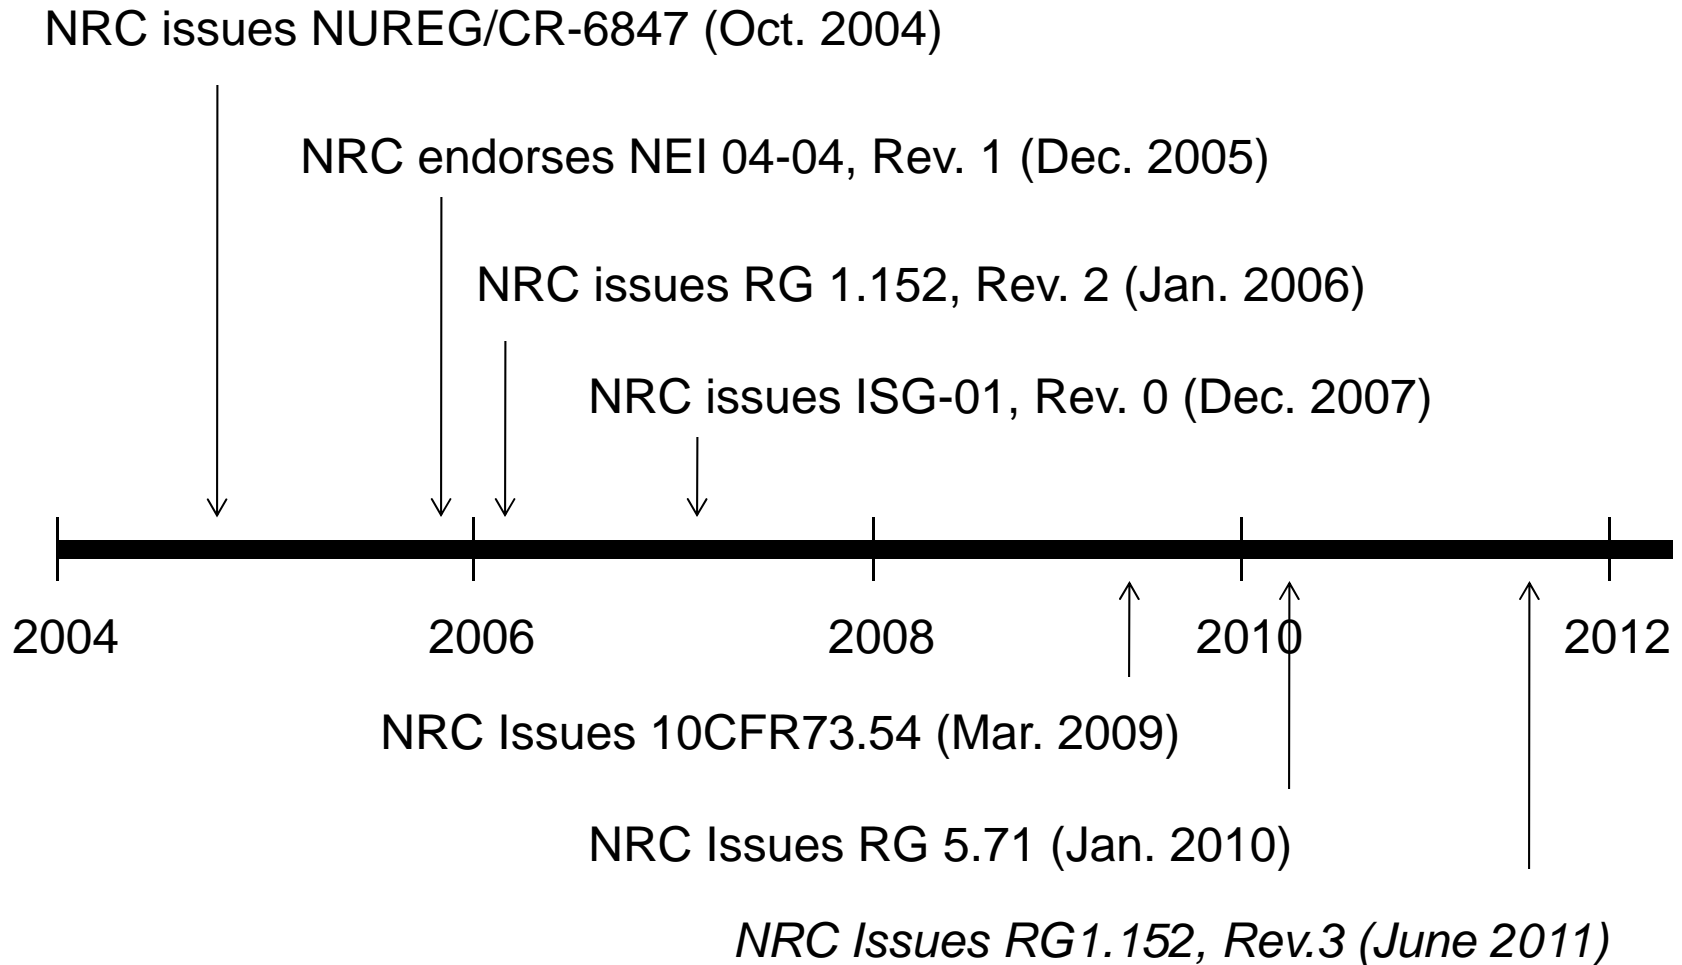 NRC issues NUREG/CR-6847 (Oct. 2004)
NRC endorses NEI 04-04, Rev. 1 (Dec. 2005)
NRC issues RG 1.152, Rev. 2 (Jan. 2006)
NRC issues ISG-01, Rev. 0 (Dec. 2007)
2004 2006 2008 2010 2012
NRC Issues 10CFR73.54 (Mar. 2009)
NRC Issues RG 5.71 (Jan. 2010)
NRC Issues RG1.152, Rev.3 (June 2011)